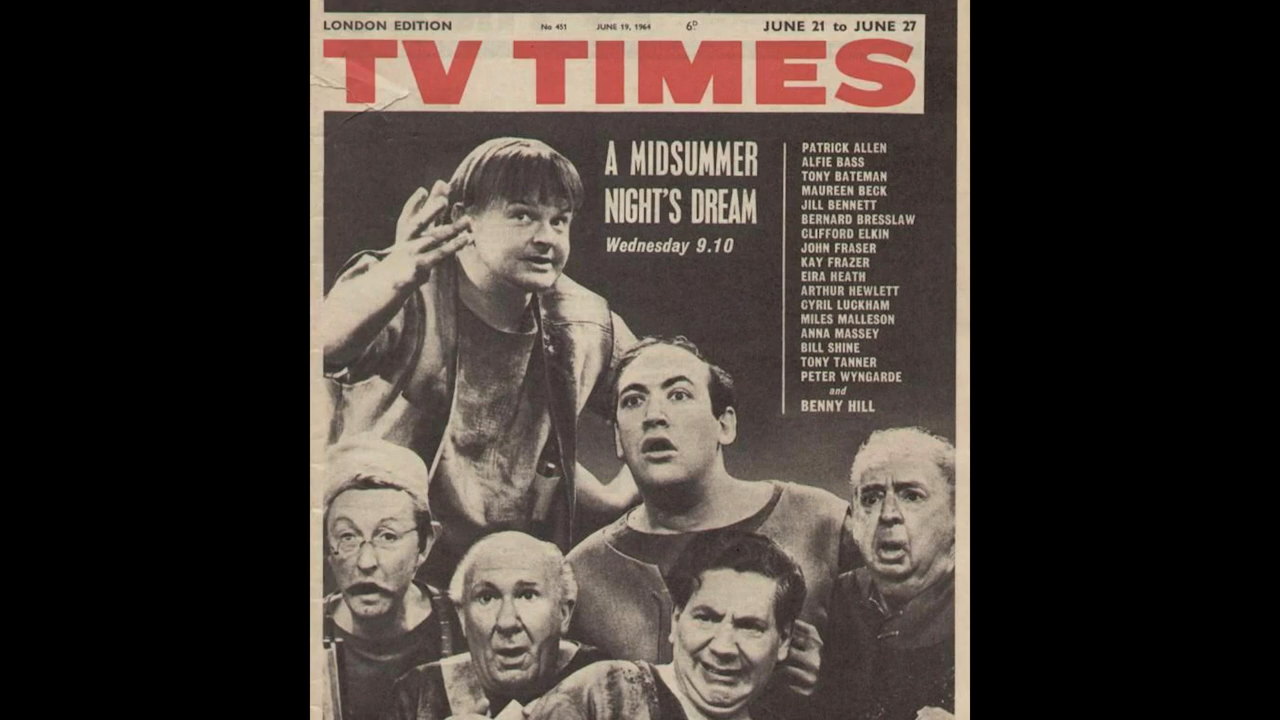 LONDON EDITION No 451 JUNE 19, 1964 6D JUNE 21 to JUNE 27
TV TIMES
A MIDSUMMER
NIGHT'S DREAM
Wednesday 9.10
PATRICK ALLEN
ALFIE BASS
TONY BATEMAN
MAUREEN BECK
JILL BENNETT
BERNARD BRESSLAW
CLIFFORD ELKIN
JOHN FRASER
KAY FRAZER
EIRA HEATH
ARTHUR HEWLETT
CYRIL LUCKHAM
MILES MALLESON
ANNA MASSEY
BILL SHINE
TONY TANNER
PETER WYNGARDE
and
BENNY HILL